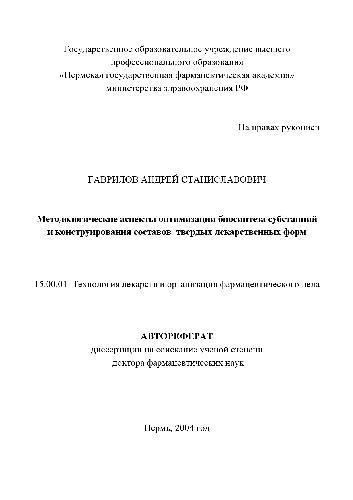 Государственное образовательное учреждение высшего
профессионального образования
«Пермская государственная фармацевтическая академия»
министерства здравоохранения РФ
На правах рукописи
ГАВРИЛОВ АНДРЕЙ СТАНИСЛАВОВИЧ
Методологические аспекты оптимизации биосинтеза субстанций
и конструирования составов твердых лекарственных форм
15.00.01- Технология лекарств и организация фармацевтического дела
АВТОРЕФЕРАТ
диссертации на соискание ученой степени
доктора фармацевтических наук
Пермь, 2004 год